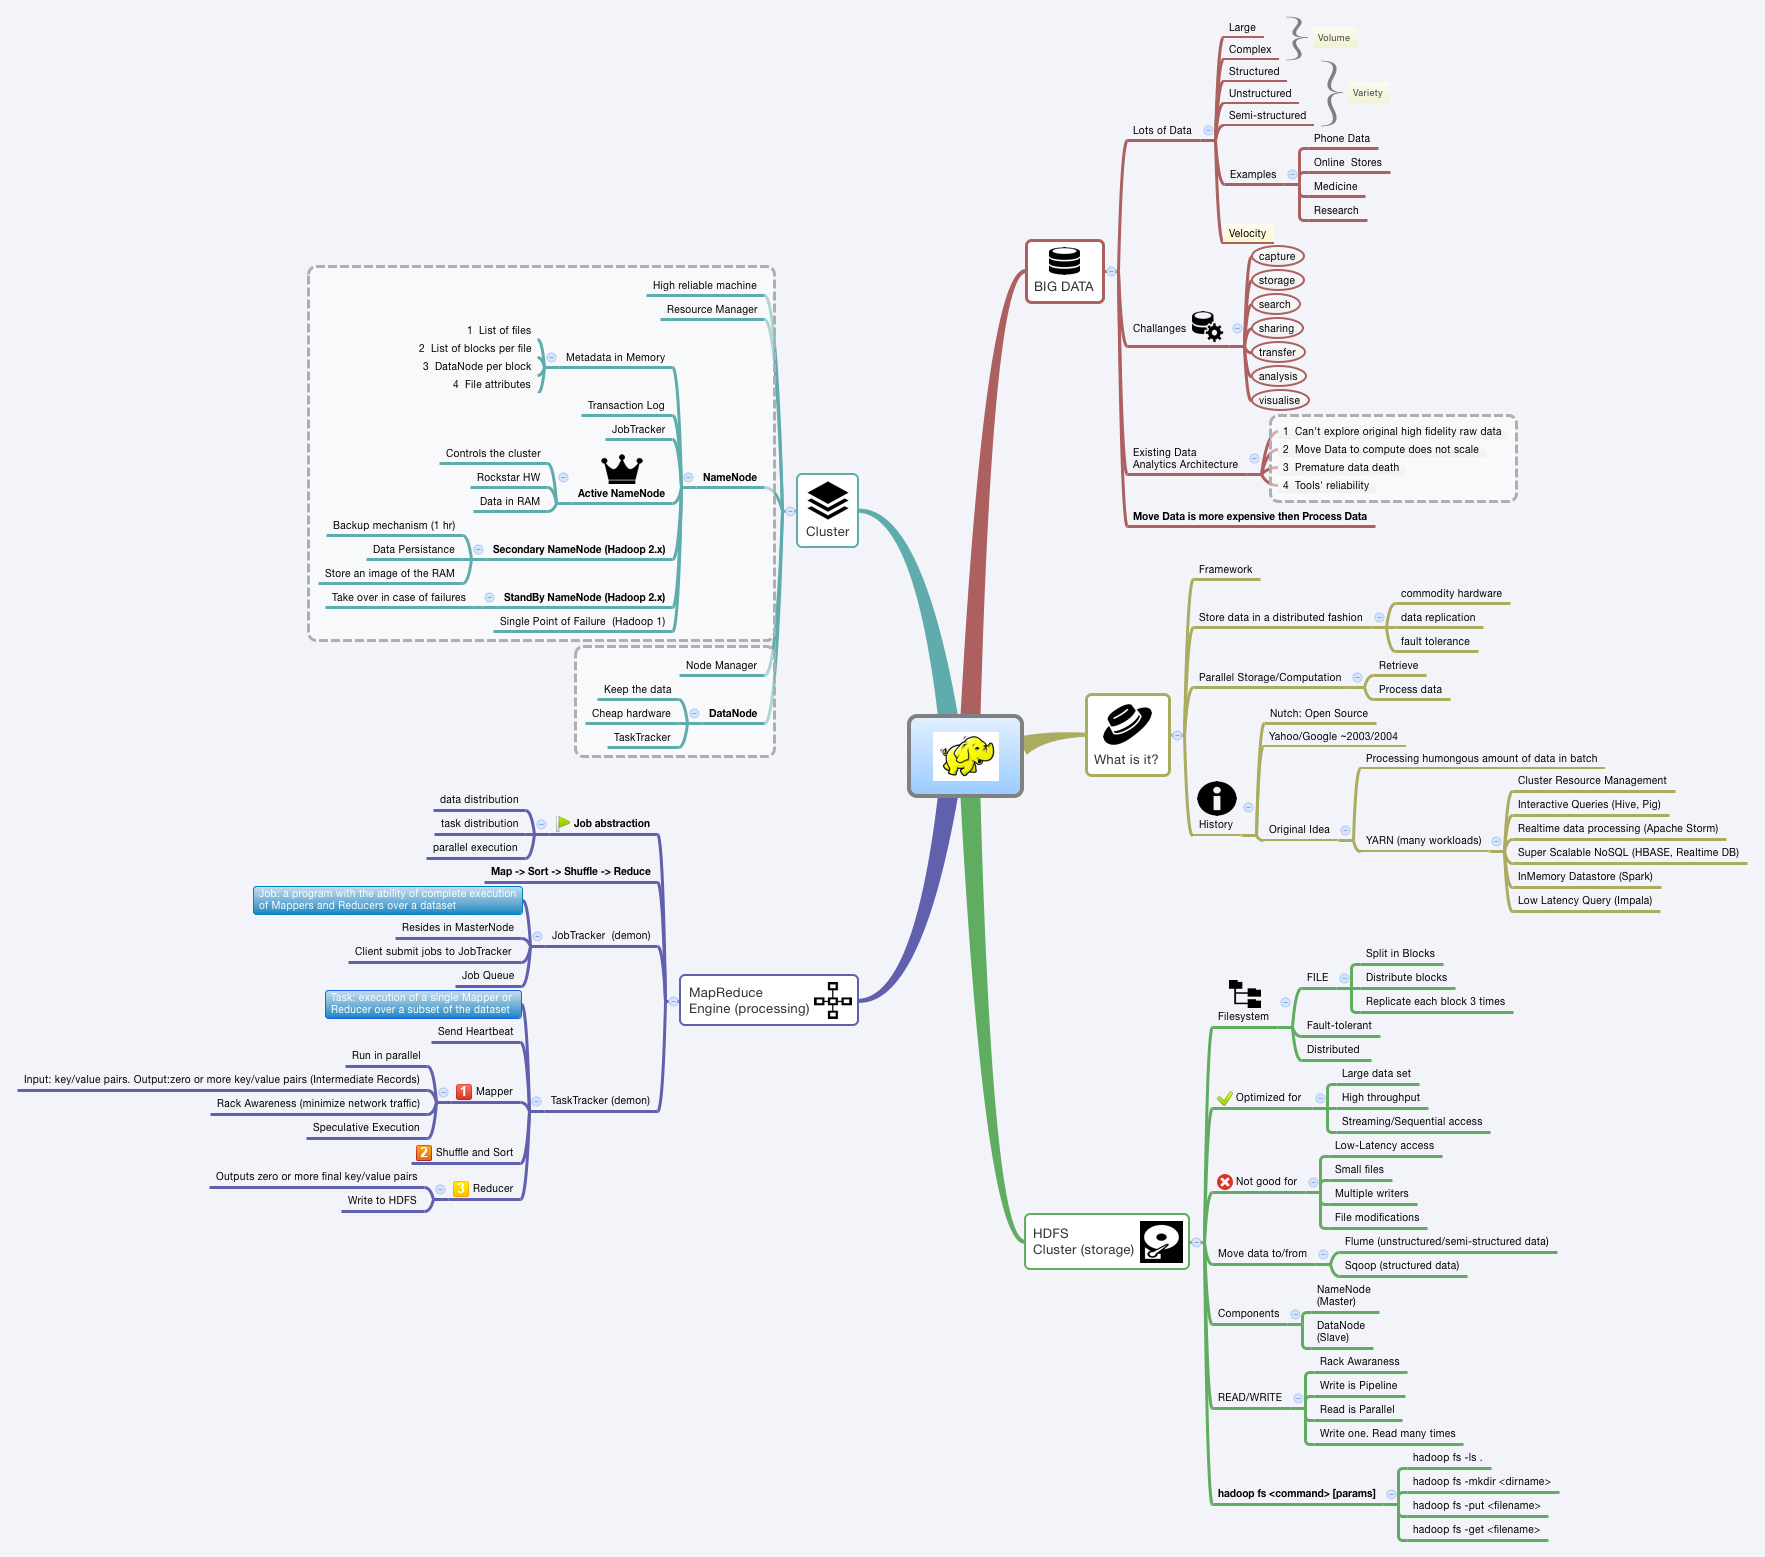 Large
Complex
Volume
Structured
Unstructured
Semi-structured
Variety
Lots of Data
Examples
Phone Data
Online  Stores
Medicine
Research
Velocity
BIG DATA
Challanges
capture
storage
search
sharing
transfer
analysis
visualise
Existing Data
Analytics Architecture
1  Can't explore original high fidelity raw data
2  Move Data to compute does not scale
3  Premature data death
4  Tools' reliability
Move Data is more expensive then Process Data
What is it?
Framework
Store data in a distributed fashion
commodity hardware
data replication
fault tolerance
Parallel Storage/Computation
Retrieve
Process data
History
Nutch: Open Source
Yahoo/Google ~2003/2004
Original Idea
Processing humongous amount of data in batch
YARN (many workloads)
Cluster Resource Management
Interactive Queries (Hive, Pig)
Realtime data processing (Apache Storm)
Super Scalable NoSQL (HBASE, Realtime DB)
InMemory Datastore (Spark)
Low Latency Query (Impala)
HDFS
Cluster (storage)
Filesystem
FILE
Split in Blocks
Distribute blocks
Replicate each block 3 times
Fault-tolerant
Distributed
Optimized for
Large data set
High throughput
Streaming/Sequential access
Not good for
Low-Latency access
Small files
Multiple writers
File modifications
Move data to/from
Flume (unstructured/semi-structured data)
Sqoop (structured data)
Components
NameNode
(Master)
DataNode
(Slave)
READ/WRITE
Rack Awaraness
Write is Pipeline
Read is Parallel
Write one. Read many times
hadoop fs <command> [params]
hadoop fs -ls .
hadoop fs -mkdir <dirname>
hadoop fs -put <filename>
hadoop fs -get <filename>
Cluster
High reliable machine
Resource Manager
NameNode
Metadata in Memory
1  List of files
2  List of blocks per file
3  DataNode per block
4  File attributes
Transaction Log
JobTracker
Active NameNode
Controls the cluster
Rockstar HW
Data in RAM
Secondary NameNode (Hadoop 2.x)
Backup mechanism (1 hr)
Data Persistance
Store an image of the RAM
StandBy NameNode (Hadoop 2.x)
Take over in case of failures
Single Point of Failure  (Hadoop 1)
Node Manager
DataNode
Keep the data
Cheap hardware
TaskTracker
MapReduce
Engine (processing)
Job abstraction
data distribution
task distribution
parallel execution
Map -> Sort -> Shuffle -> Reduce
JobTracker  (demon)
Job: a program with the ability of complete execution
of Mappers and Reducers over a dataset
Resides in MasterNode
Client submit jobs to JobTracker
Job Queue
TaskTracker (demon)
Task: execution of a single Mapper or
Reducer over a subset of the dataset
Send Heartbeat
1 Mapper
Run in parallel
Input: key/value pairs. Output:zero or more key/value pairs (Intermediate Records)
Rack Awareness (minimize network traffic)
Speculative Execution
2 Shuffle and Sort
3 Reducer
Outputs zero or more final key/value pairs
Write to HDFS